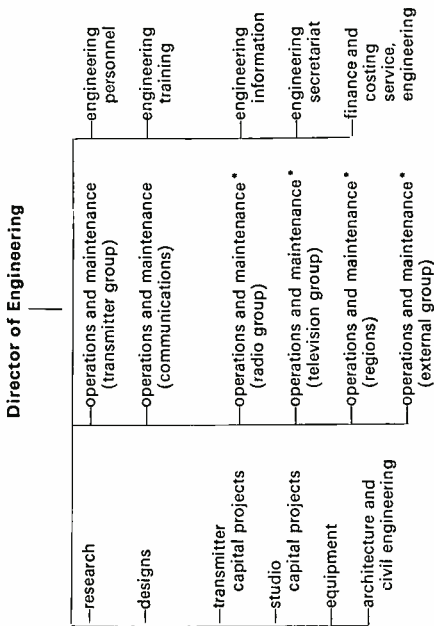 Director of Engineering
research
designs
transmitter
capital projects
studio
capital projects
equipment
architecture and
civil engineering
operations and maintenance
(transmitter group)
operations and maintenance
(communications)
operations and maintenance*
(radio group)
operations and maintenance*
(television group)
operations and maintenance*
(regions)
operations and maintenance*
(external group)
engineering
personnel
engineering
training
engineering
information
engineering
secretariat
finance and
costing
service,
engineering